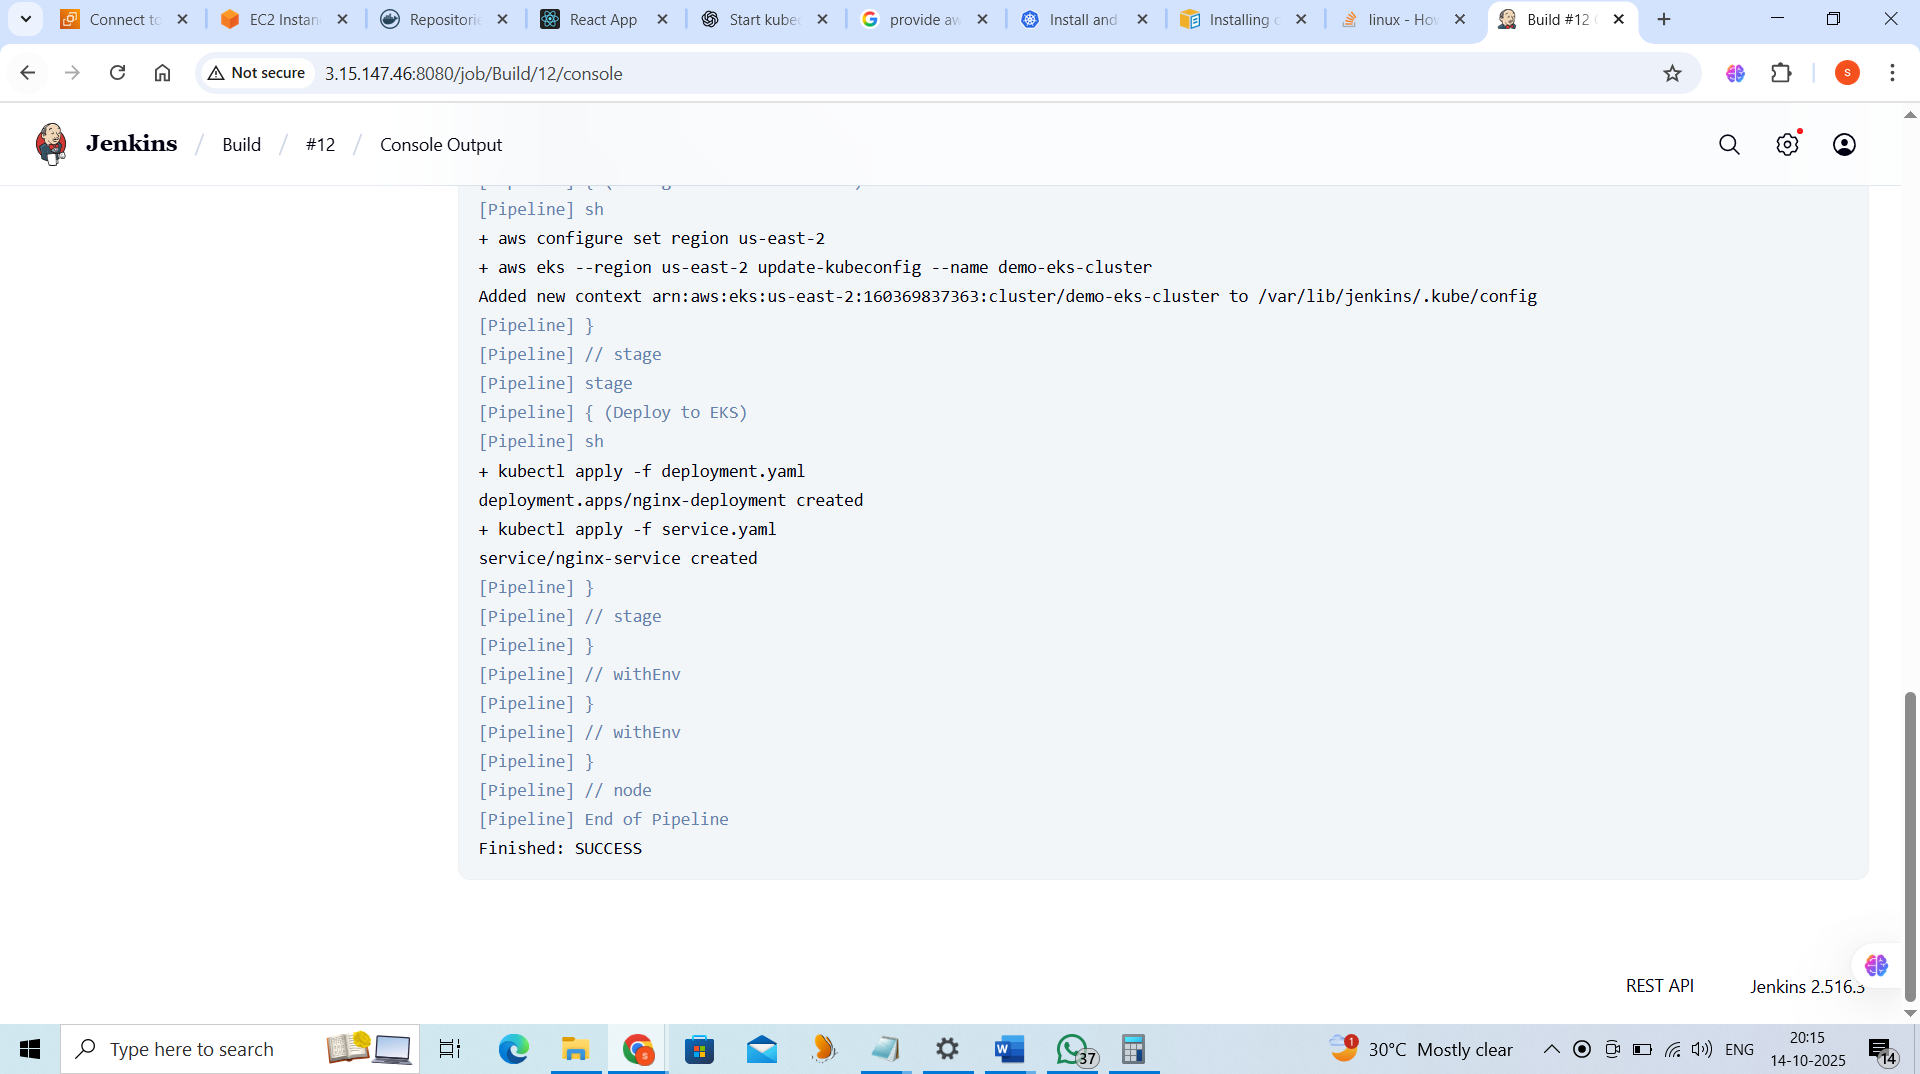 Connect to
EC2 Instan
Repositorie
React App
Start kube
provide aw
Install and
Installing
linux - Ho
Build #12
Not secure
3.15.147.46:8080/job/Build/12/console
S
Jenkins / Build / #12 / Console Output
[Pipeline] sh
+ aws configure set region us-east-2
+ aws eks --region us-east-2 update-kubeconfig --name demo-eks-cluster
Added new context arn:aws:eks:us-east-2:160369837363:cluster/demo-eks-cluster to /var/lib/jenkins/.kube/config
[Pipeline] }
[Pipeline] // stage
[Pipeline] stage
[Pipeline] { (Deploy to EKS)
[Pipeline] sh
+ kubectl apply -f deployment.yaml
deployment.apps/nginx-deployment created
+ kubectl apply -f service.yaml
service/nginx-service created
[Pipeline] }
[Pipeline] // stage
[Pipeline] }
[Pipeline] // withEnv
[Pipeline] }
[Pipeline] // withEnv
[Pipeline] }
[Pipeline] // node
[Pipeline] End of Pipeline
Finished: SUCCESS
REST API
Jenkins 2.516.3
Type here to search
37
1
30°C Mostly clear
ENG
20:15
14-10-2025
14